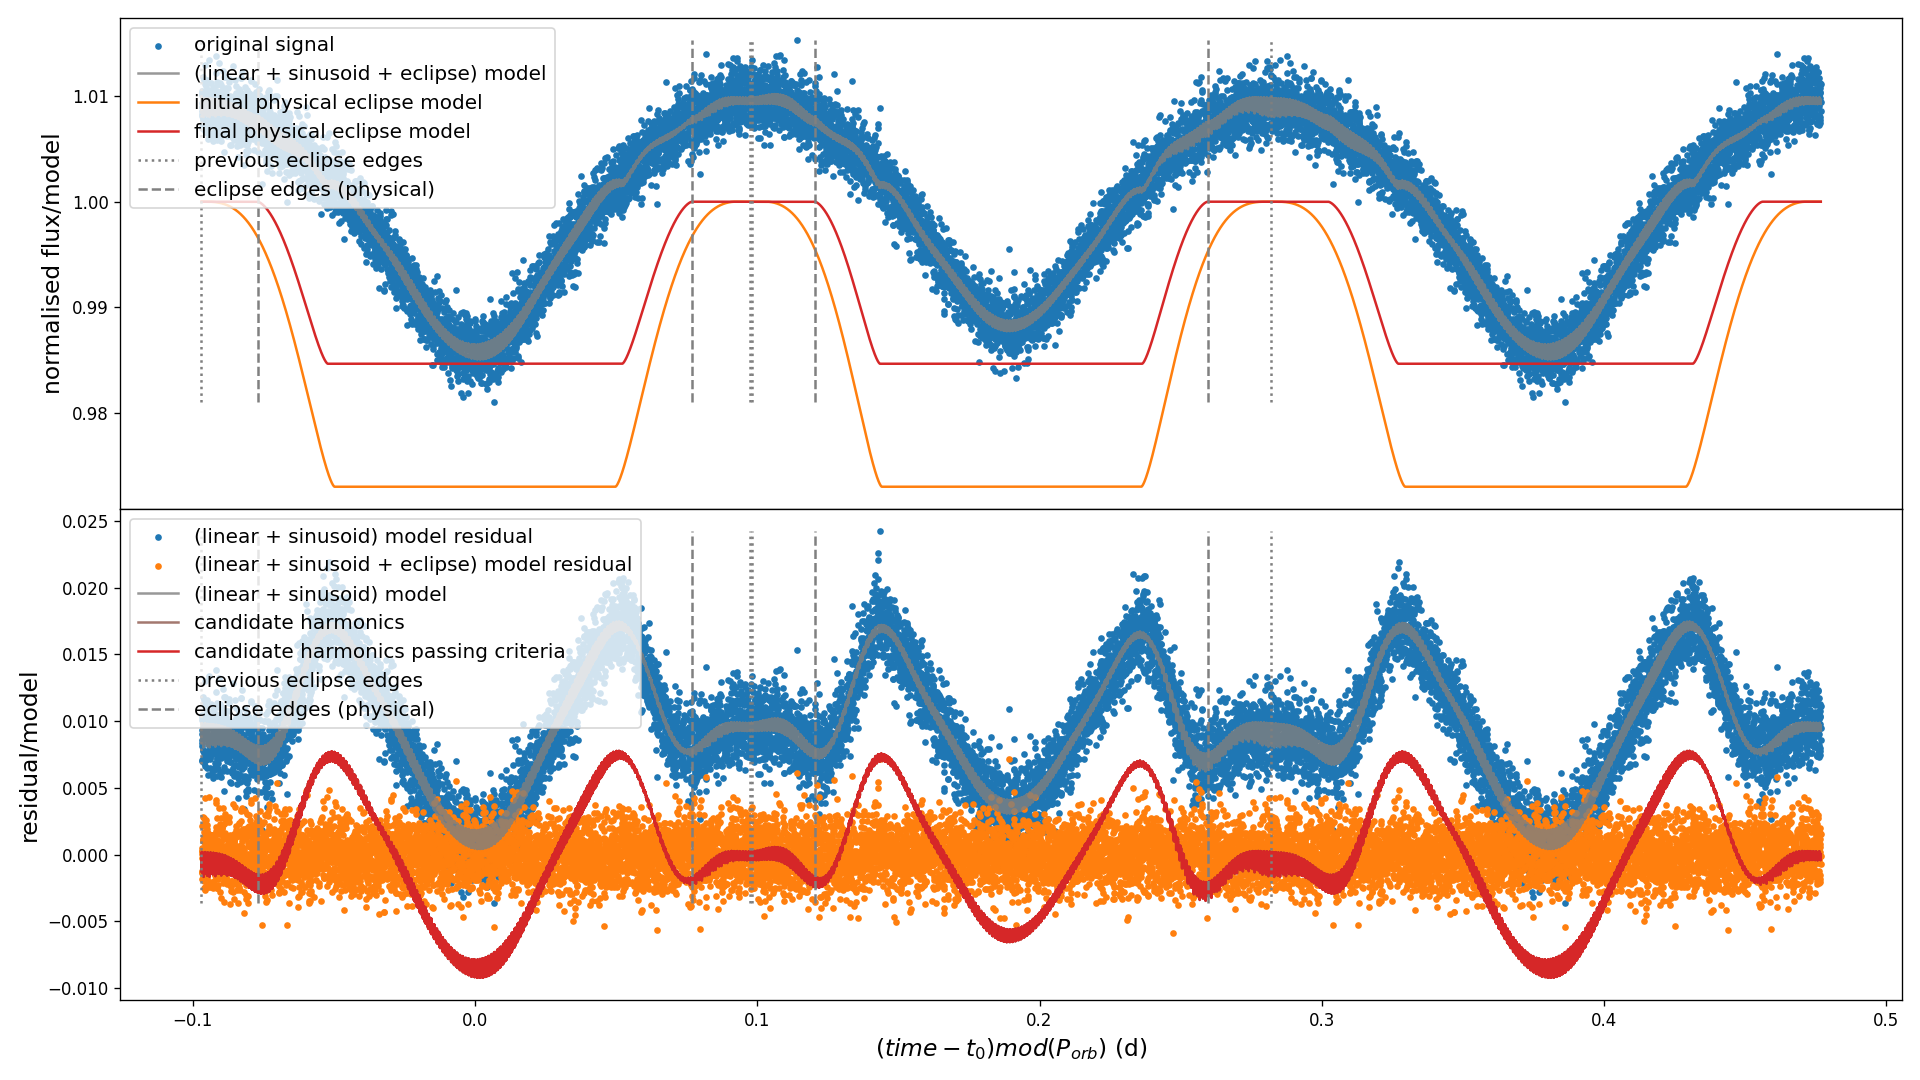 original signal
(linear + sinusoid + eclipse) model
initial physical eclipse model
final physical eclipse model
previous eclipse edges
eclipse edges (physical)
normalised flux/model
1.01
1.00
0.99
0.98
(linear + sinusoid) model residual
(linear + sinusoid + eclipse) model residual
(linear + sinusoid) model
candidate harmonics
candidate harmonics passing criteria
previous eclipse edges
eclipse edges (physical)
residual/model
0.025
0.020
0.015
0.010
0.005
0.000
−0.005
−0.010
−0.1 0.0 0.1 0.2 0.3 0.4 0.5
(time − t₀)mod(Pₒᵣᵦ) (d)